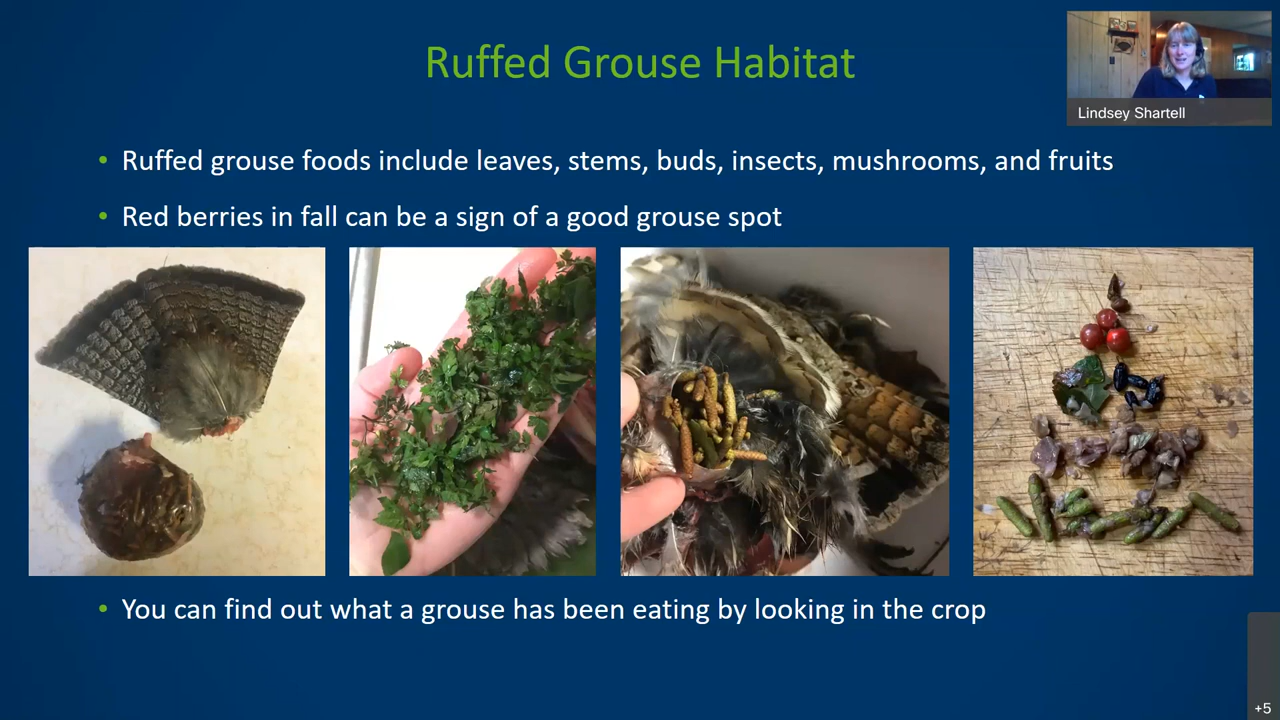 Ruffed Grouse Habitat
Lindsey Shartell
• Ruffed grouse foods include leaves, stems, buds, insects, mushrooms, and fruits
• Red berries in fall can be a sign of a good grouse spot
• You can find out what a grouse has been eating by looking in the crop
+5